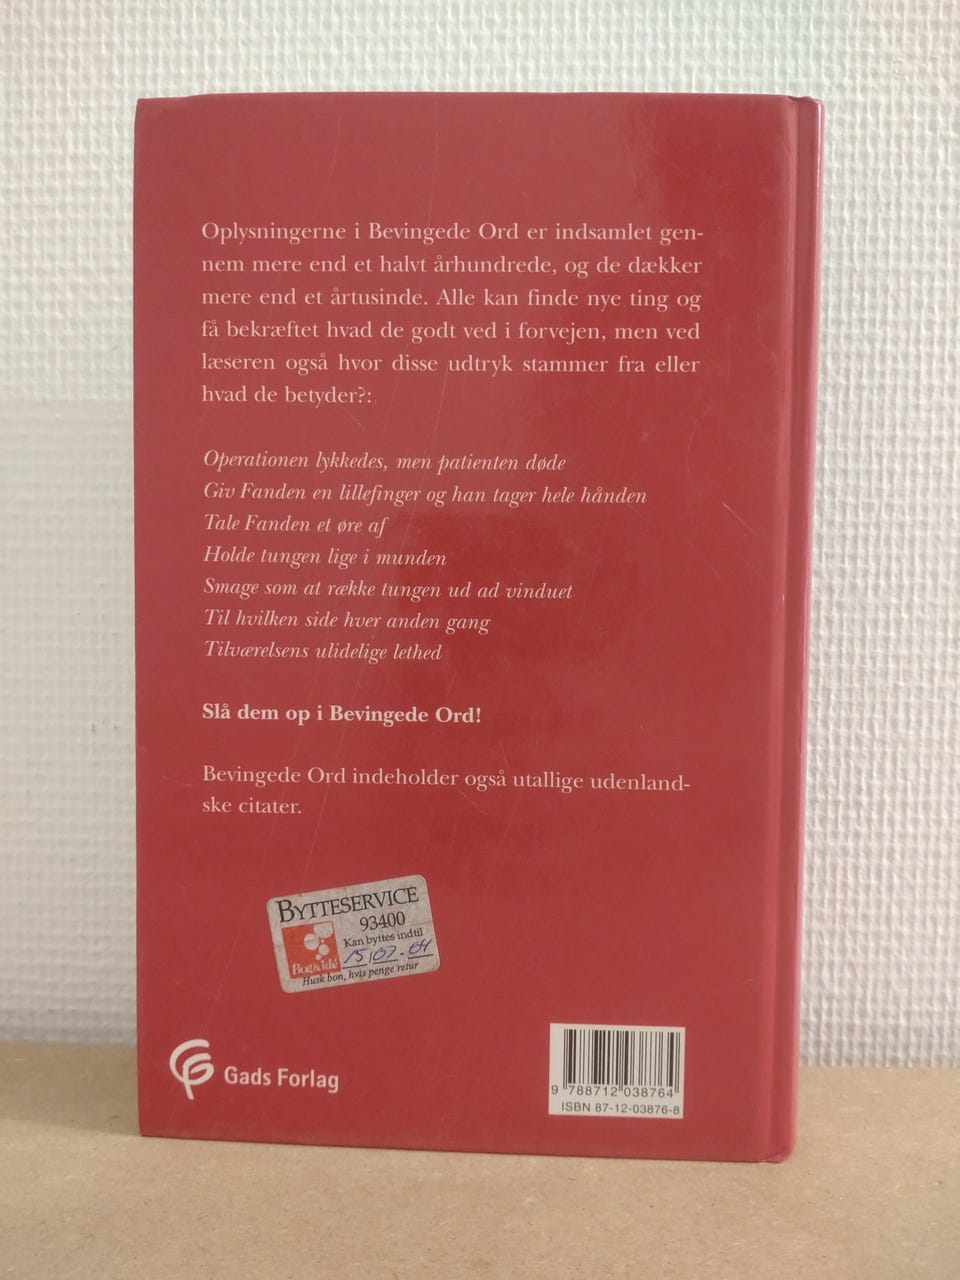 Oplysningerne i Bevingede Ord er indsamlet gen-
nem mere end et halvt århundrede, og de dækker
mere end et årtusinde. Alle kan finde nye ting og
få bekræftet hvad de godt ved i forvejen, men ved
læseren også hvor disse udtryk stammer fra eller
hvad de betyder?:
Operationen lykkedes, men patienten døde
Giv Fanden en lillefinger og han tager hele hånden
Tale Fanden et øre af
Holde tungen lige i munden
Smage som at række tungen ud ad vinduet
Til hvilken side hver anden gang
Tilværelsens ulidelige lethed
Slå dem op i Bevingede Ord!
Bevingede Ord indeholder også utallige udenland-
ske citater.
BYTTESERVICE
93400
Kan byttes indtil
15/02-04
Bog&idé
Husk bon, hvis penge retur
Gads Forlag
9 788712 038764
ISBN 87-12-03876-8